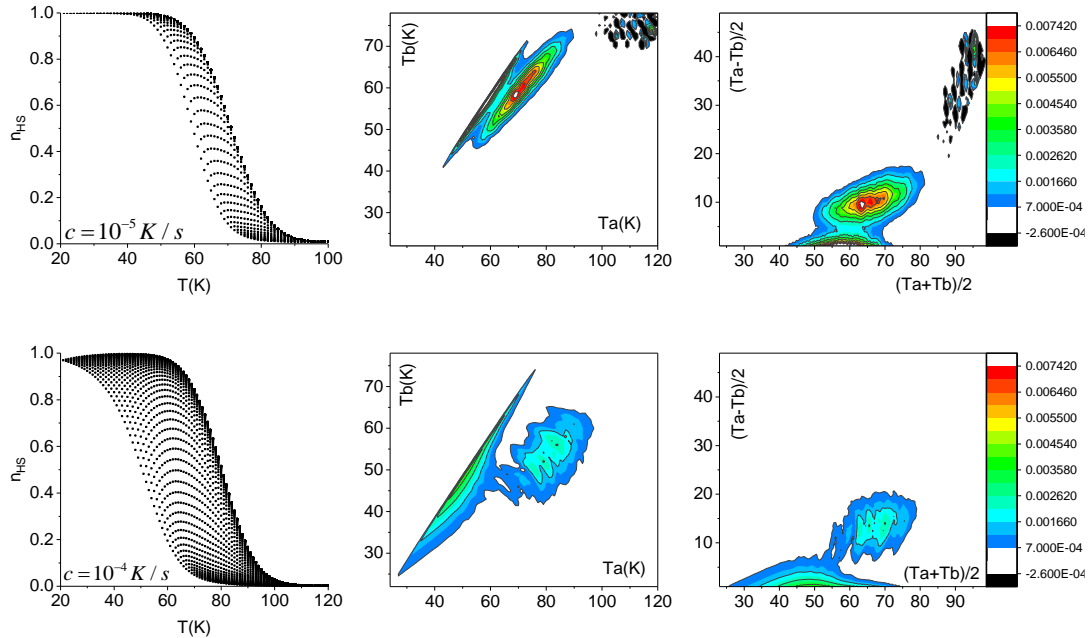 1.0
0.8
0.6
0.4
0.2
0.0
n_HS
c = 10^{-5} K / s
20 40 60 80 100
T(K)
70
60
50
40
30
Tb(K)
Ta(K)
40 60 80 100 120
40
30
20
10
(Ta-Tb)/2
30 40 50 60 70 80 90
(Ta+Tb)/2
0.007420
0.006460
0.005500
0.004540
0.003580
0.002620
0.001660
7.000E-04
-2.600E-04
1.0
0.8
0.6
0.4
0.2
0.0
n_HS
c = 10^{-4} K / s
20 40 60 80 100 120
T(K)
70
60
50
40
30
Tb(K)
Ta(K)
40 60 80 100 120
40
30
20
10
(Ta-Tb)/2
(Ta+Tb)/2
30 40 50 60 70 80 90
0.007420
0.006460
0.005500
0.004540
0.003580
0.002620
0.001660
7.000E-04
-2.600E-04